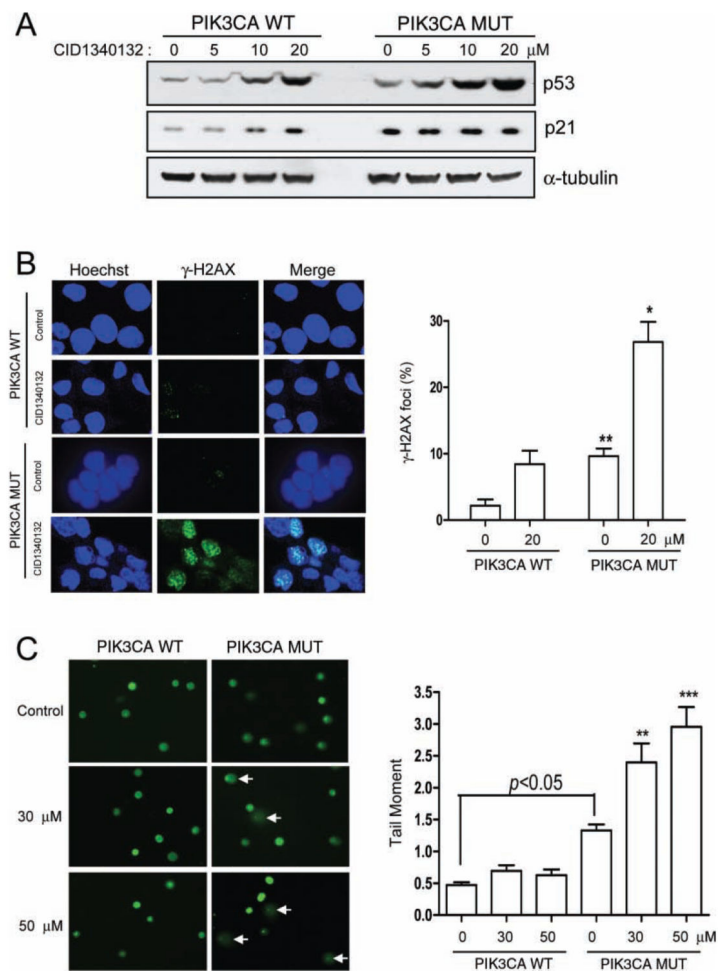 A
PIK3CA WT PIK3CA MUT
CID1340132 : 0 5 10 20 0 5 10 20 μM
p53
p21
α-tubulin
B
Hoechst γ-H2AX Merge
PIK3CA WT
Control
CID1340132
PIK3CA MUT
Control
CID1340132
γ-H2AX foci (%)
30
20
10
0
*
**
0 20 0 20 μM
PIK3CA WT PIK3CA MUT
C
PIK3CA WT PIK3CA MUT
Control
30 μM
50 μM
Tail Moment
3.5
3.0
2.5
2.0
1.5
1.0
0.5
0.0
p<0.05
**
***
0 30 50 0 30 50 μM
PIK3CA WT PIK3CA MUT